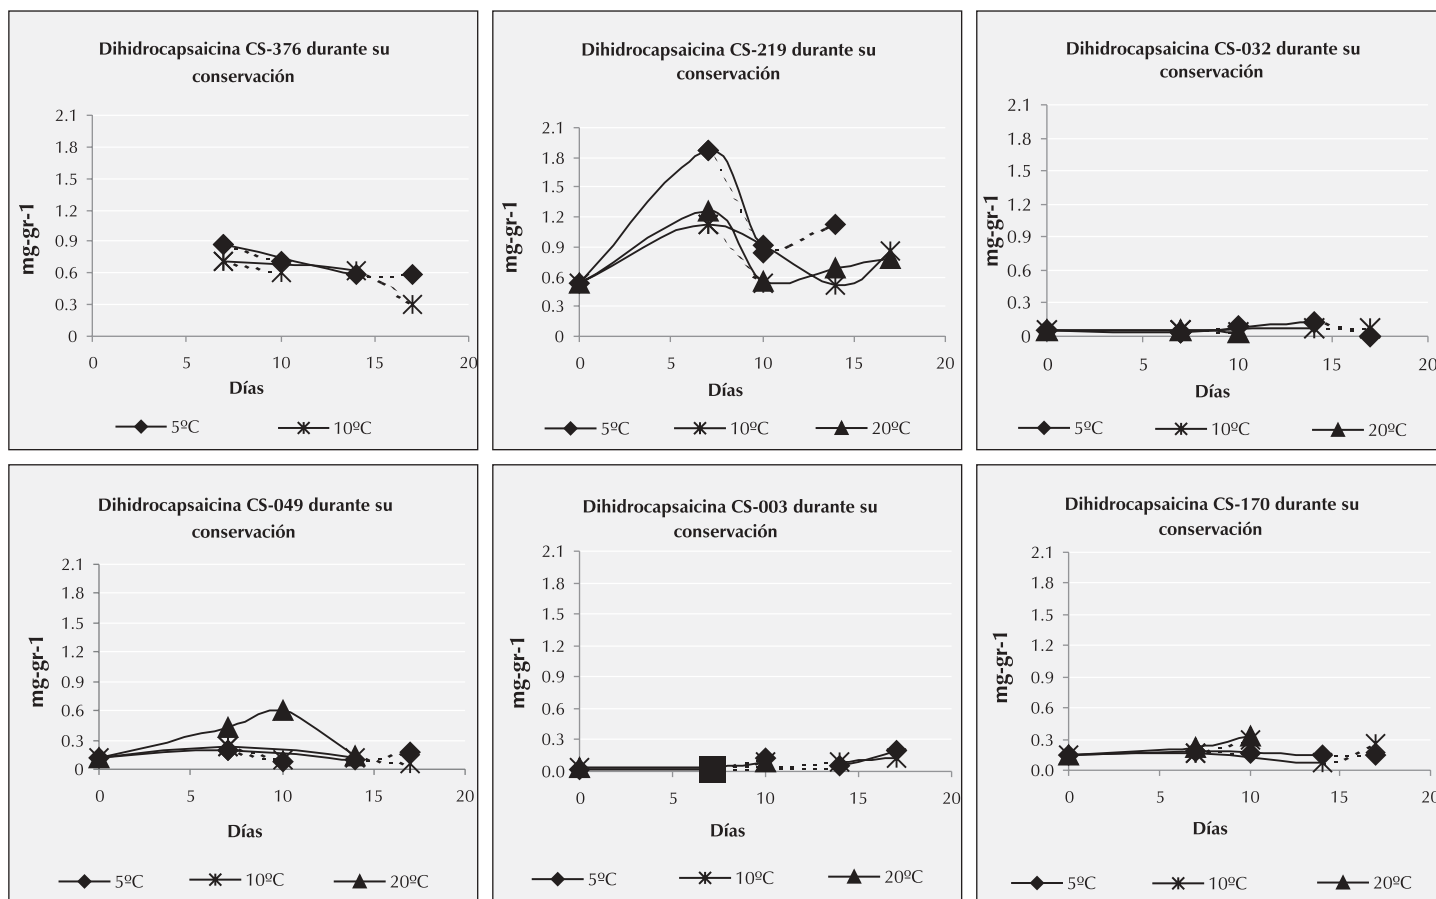 Dihidrocapsaicina CS-376 durante su
conservación
2.1
1.8
1.5
1.2
0.9
0.6
0.3
0
mg-gr-1
0 5 10 15 20
Días
5ºC 10ºC
Dihidrocapsaicina CS-219 durante su
conservación
2.1
1.8
1.5
1.2
0.9
0.6
0.3
0
mg-gr-1
0 5 10 15 20
Días
5ºC 10ºC 20ºC
Dihidrocapsaicina CS-032 durante su
conservación
2.1
1.8
1.5
1.2
0.9
0.6
0.3
0
mg-gr-1
0 5 10 15 20
Días
5ºC 10ºC 20ºC
Dihidrocapsaicina CS-049 durante su
conservación
2.1
1.8
1.5
1.2
0.9
0.6
0.3
0
mg-gr-1
0 5 10 15 20
Días
5ºC 10ºC 20ºC
Dihidrocapsaicina CS-003 durante su
conservación
2.1
1.8
1.5
1.2
0.9
0.6
0.3
0.0
mg-gr-1
0 5 10 15 20
Días
5ºC 10ºC 20ºC
Dihidrocapsaicina CS-170 durante su
conservación
2.1
1.8
1.5
1.2
0.9
0.6
0.3
0.0
mg-gr-1
0 5 10 15 20
Días
5ºC 10ºC 20ºC